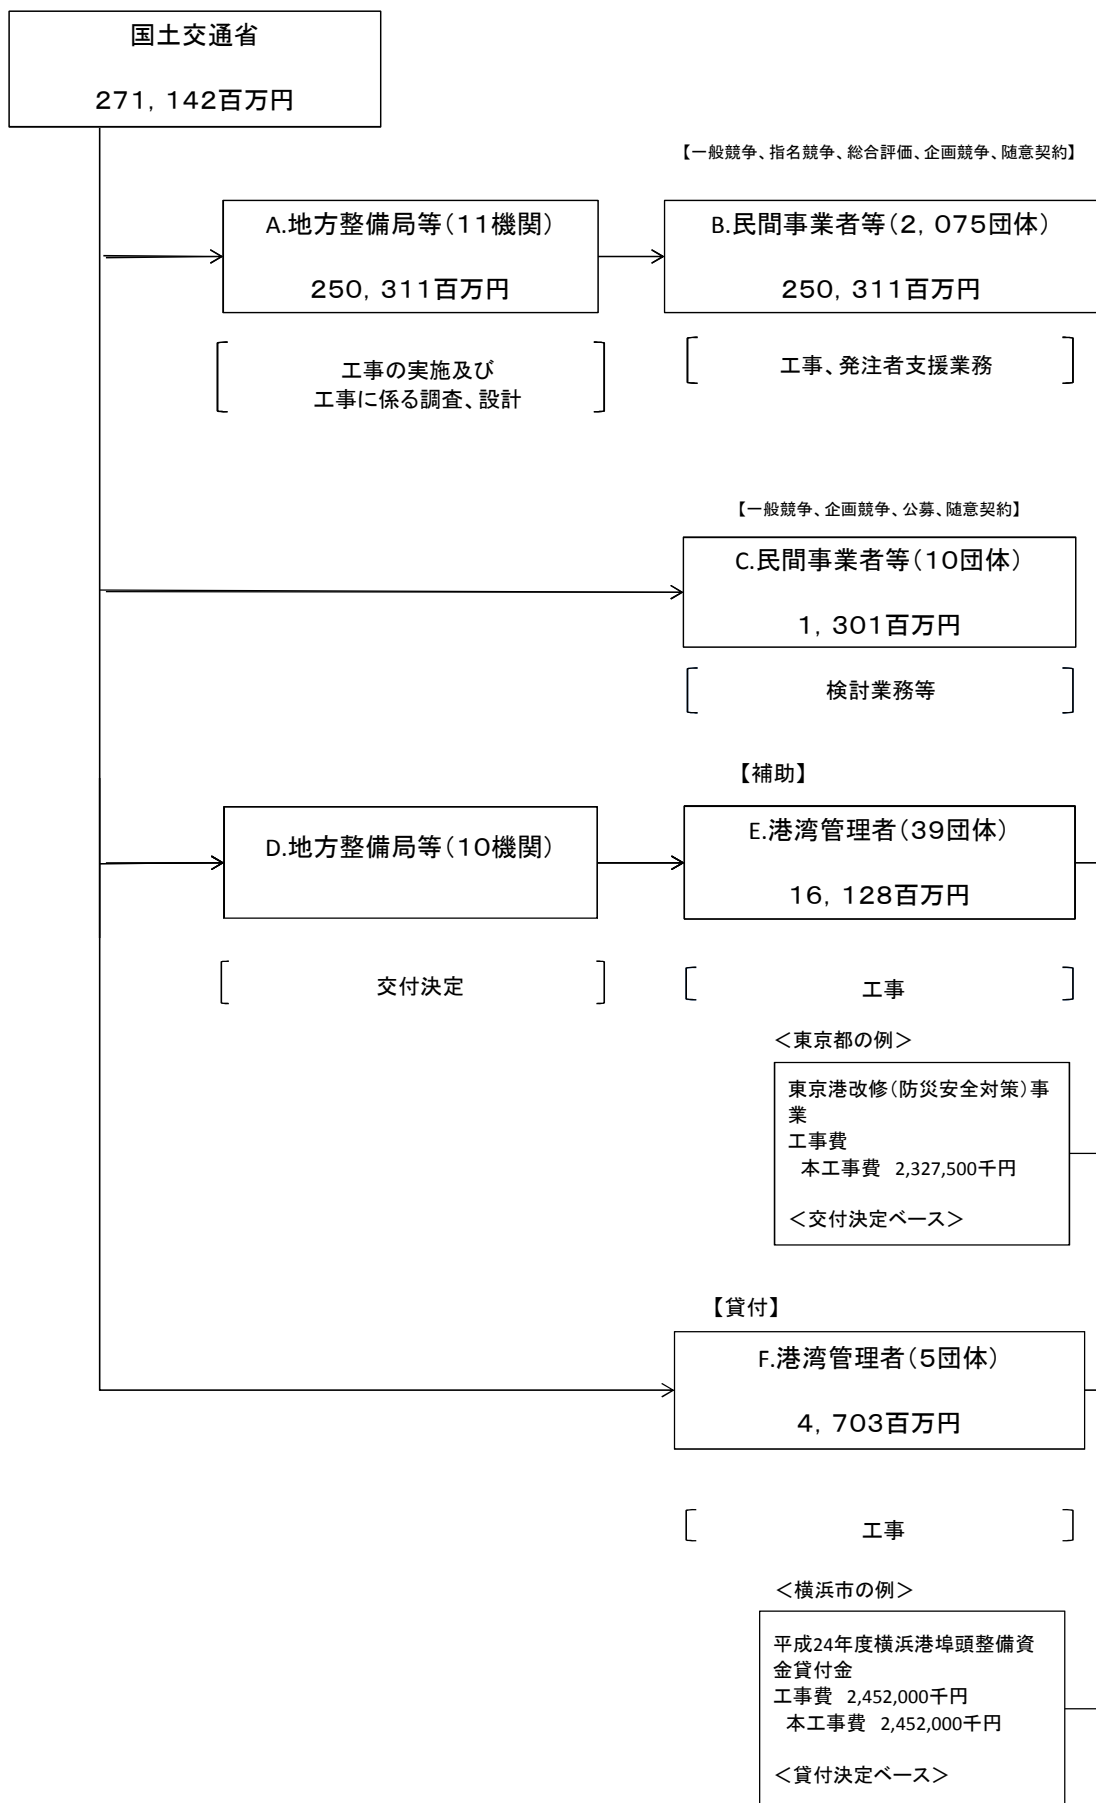 国土交通省
271，142百万円
【一般競争、指名競争、総合評価、企画競争、随意契約】
A.地方整備局等（11機関）
250，311百万円
B.民間事業者等（2，075団体）
250，311百万円
工事の実施及び
工事に係る調査、設計
工事、発注者支援業務
【一般競争、企画競争、公募、随意契約】
C.民間事業者等（10団体）
1，301百万円
検討業務等
【補助】
D.地方整備局等（10機関）
E.港湾管理者（39団体）
16，128百万円
交付決定
工事
＜東京都の例＞
東京港改修（防災安全対策）事
業
工事費
本工事費 2,327,500千円
＜交付決定ベース＞
【貸付】
F.港湾管理者（5団体）
4，703百万円
工事
＜横浜市の例＞
平成24年度横浜港埠頭整備資
金貸付金
工事費 2,452,000千円
本工事費 2,452,000千円
＜貸付決定ベース＞